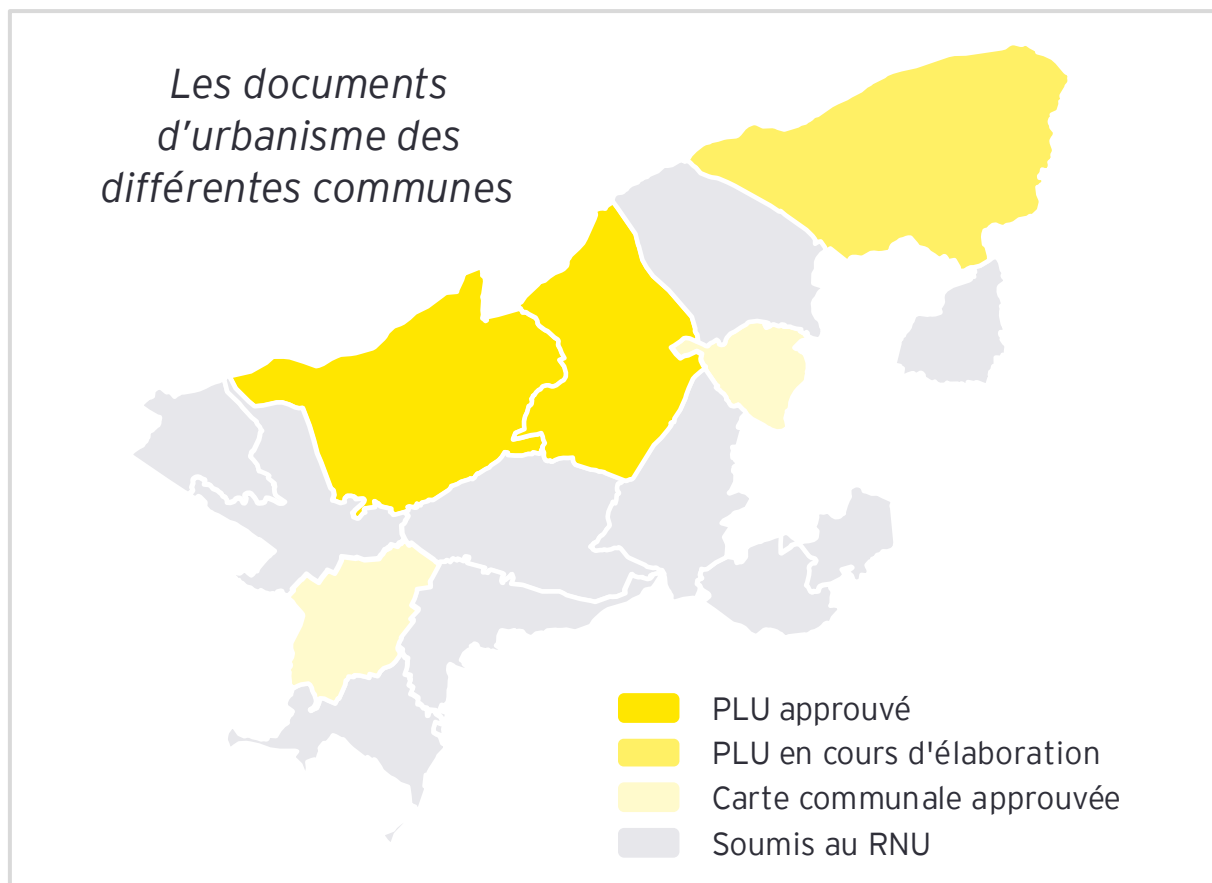 Les documents
d’urbanisme des
différentes communes
PLU approuvé
PLU en cours d'élaboration
Carte communale approuvée
Soumis au RNU